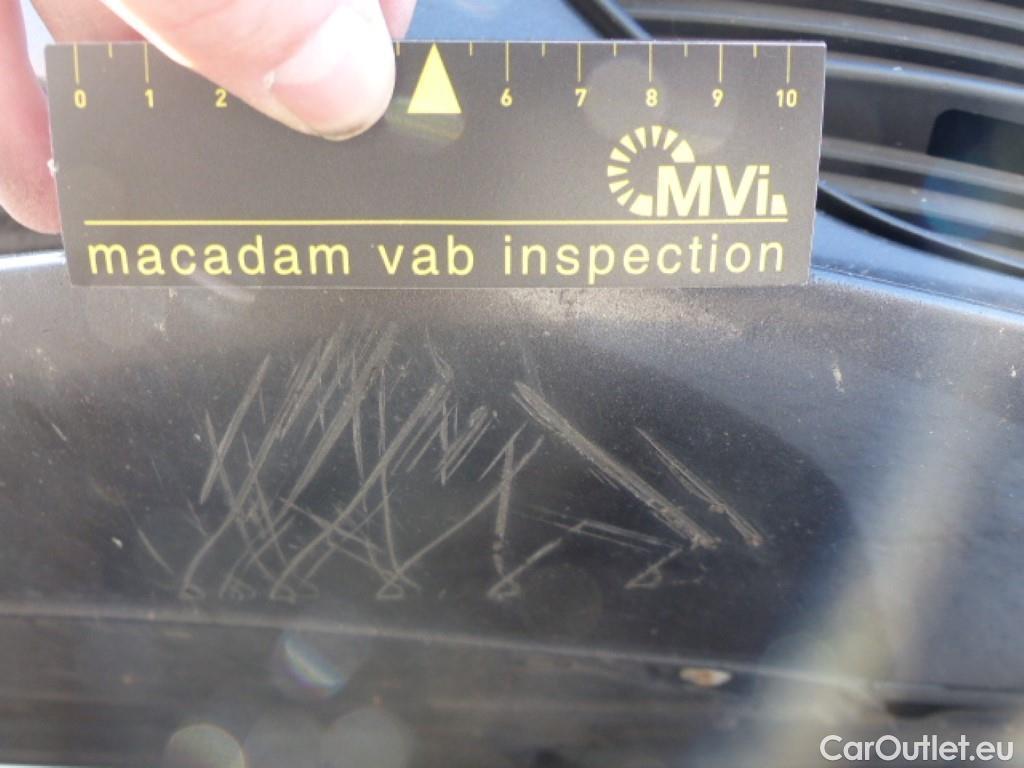 0 1 2 6 7 8 9 10
MVi
macadam vab inspection
CarOutlet.eu